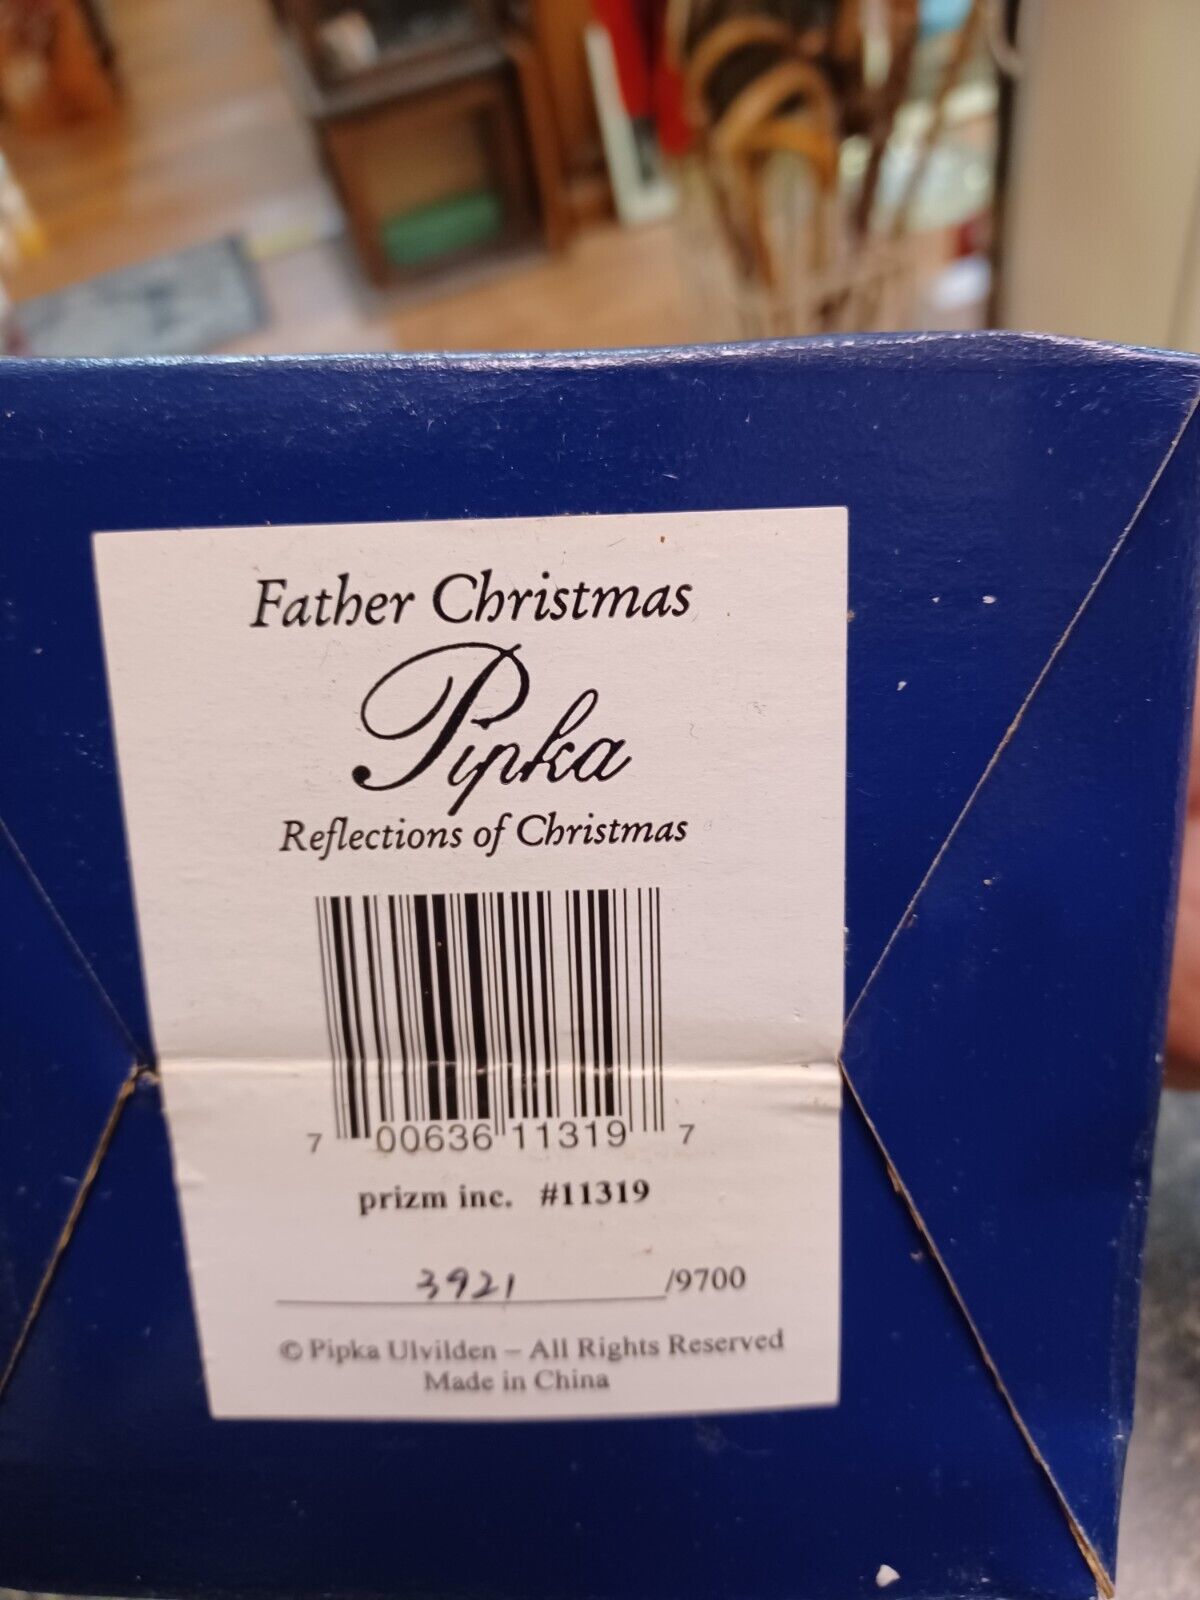 Father Christmas
Pipka
Reflections of Christmas
7 00636 11319 7
prizm inc. #11319
3921 /9700
© Pipka Ulvilden – All Rights Reserved
Made in China